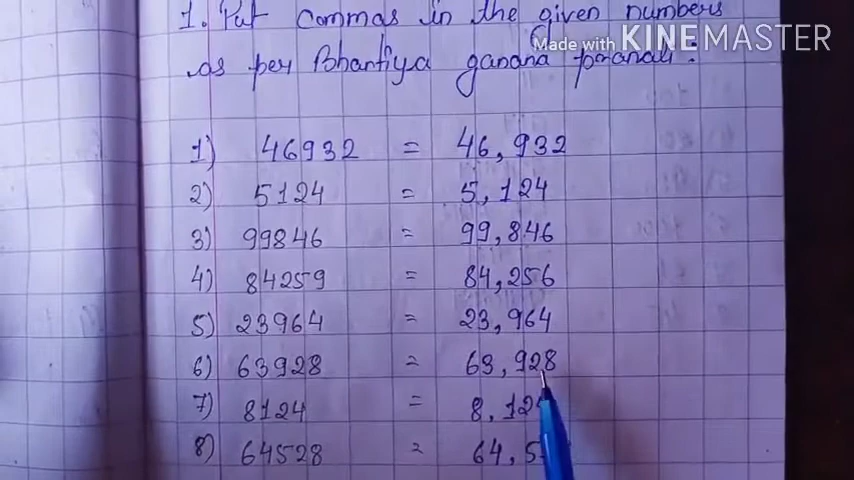 1. Put commas in the given numbers
Made with KINEMASTER
as per Bhartiya ganana pranali :
1) 46932 = 46,932
2) 5124 = 5,124
3) 99846 = 99,846
4) 84259 = 84,256
5) 23964 = 23,964
6) 63928 = 63,928
7) 8124 = 8,124
8) 64528 = 64,5